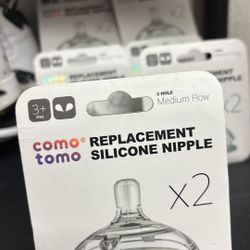 3+
mo
2 HOLE
Medium Flow
como
tomo
REPLACEMENT
SILICONE NIPPLE
x2